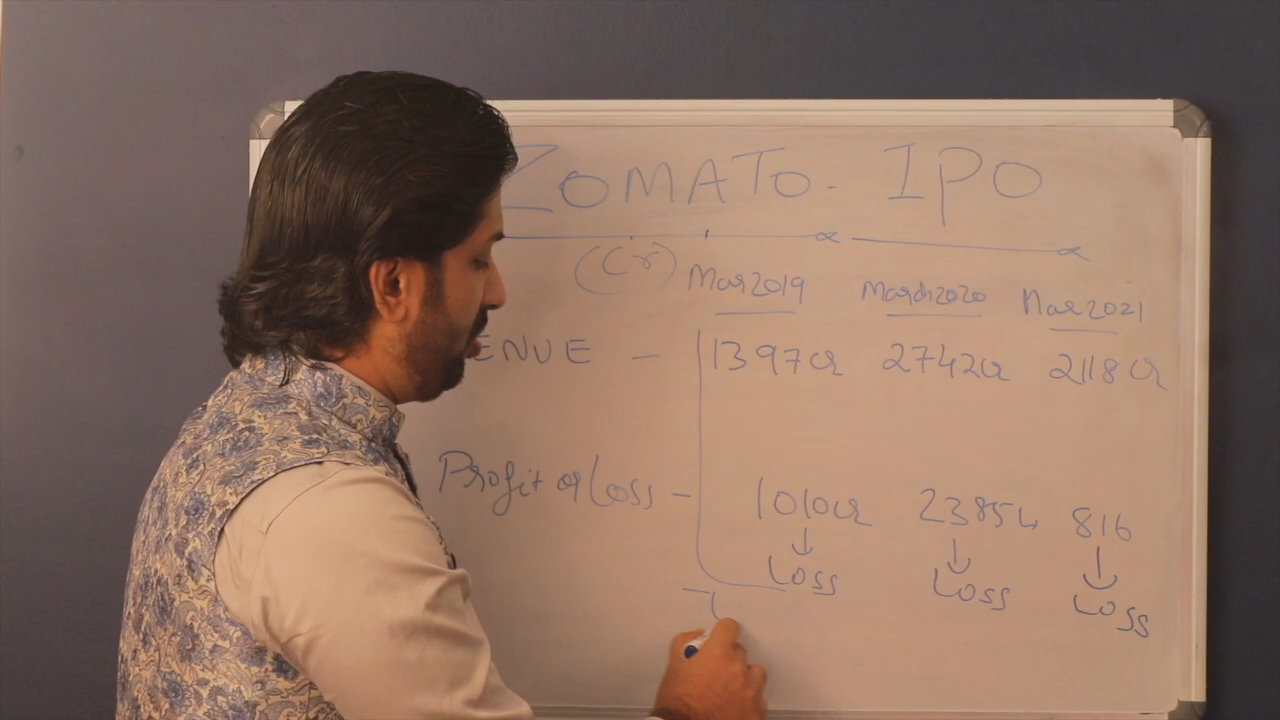 ZOMATO - IPO
(Cr) Mar2019 March2020 Mar2021
ENUE - 1397Cr 2742Cr 2118Cr
Profit or Loss - 1010Cr 2385Cr 816
Loss Loss Loss